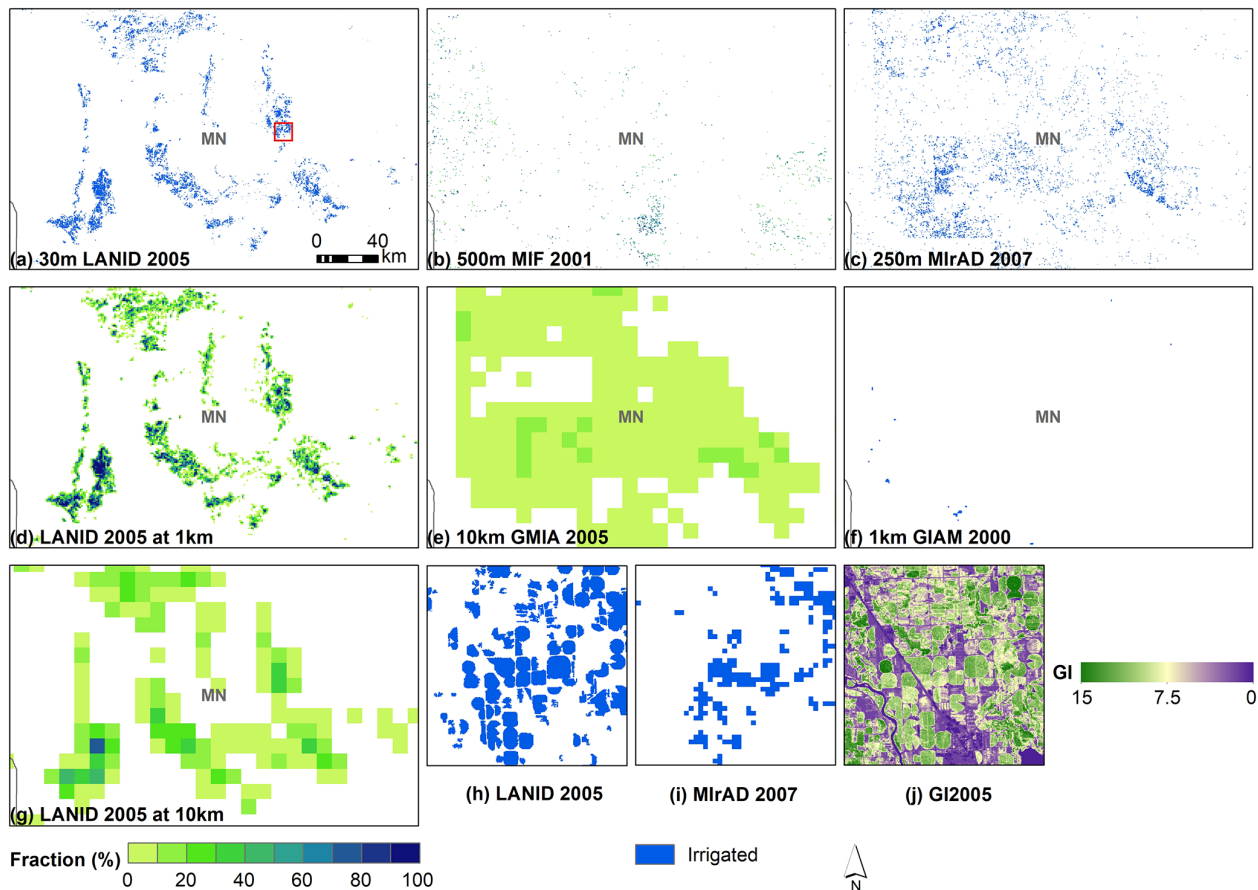 MN
0 40
km
(a) 30m LANID 2005
MN
(b) 500m MIF 2001
MN
(c) 250m MIrAD 2007
MN
(d) LANID 2005 at 1km
MN
(e) 10km GMIA 2005
MN
(f) 1km GIAM 2000
MN
(g) LANID 2005 at 10km
(h) LANID 2005
(i) MIrAD 2007
(j) GI2005
GI
15 7.5 0
Fraction (%)
0 20 40 60 80 100
Irrigated
N